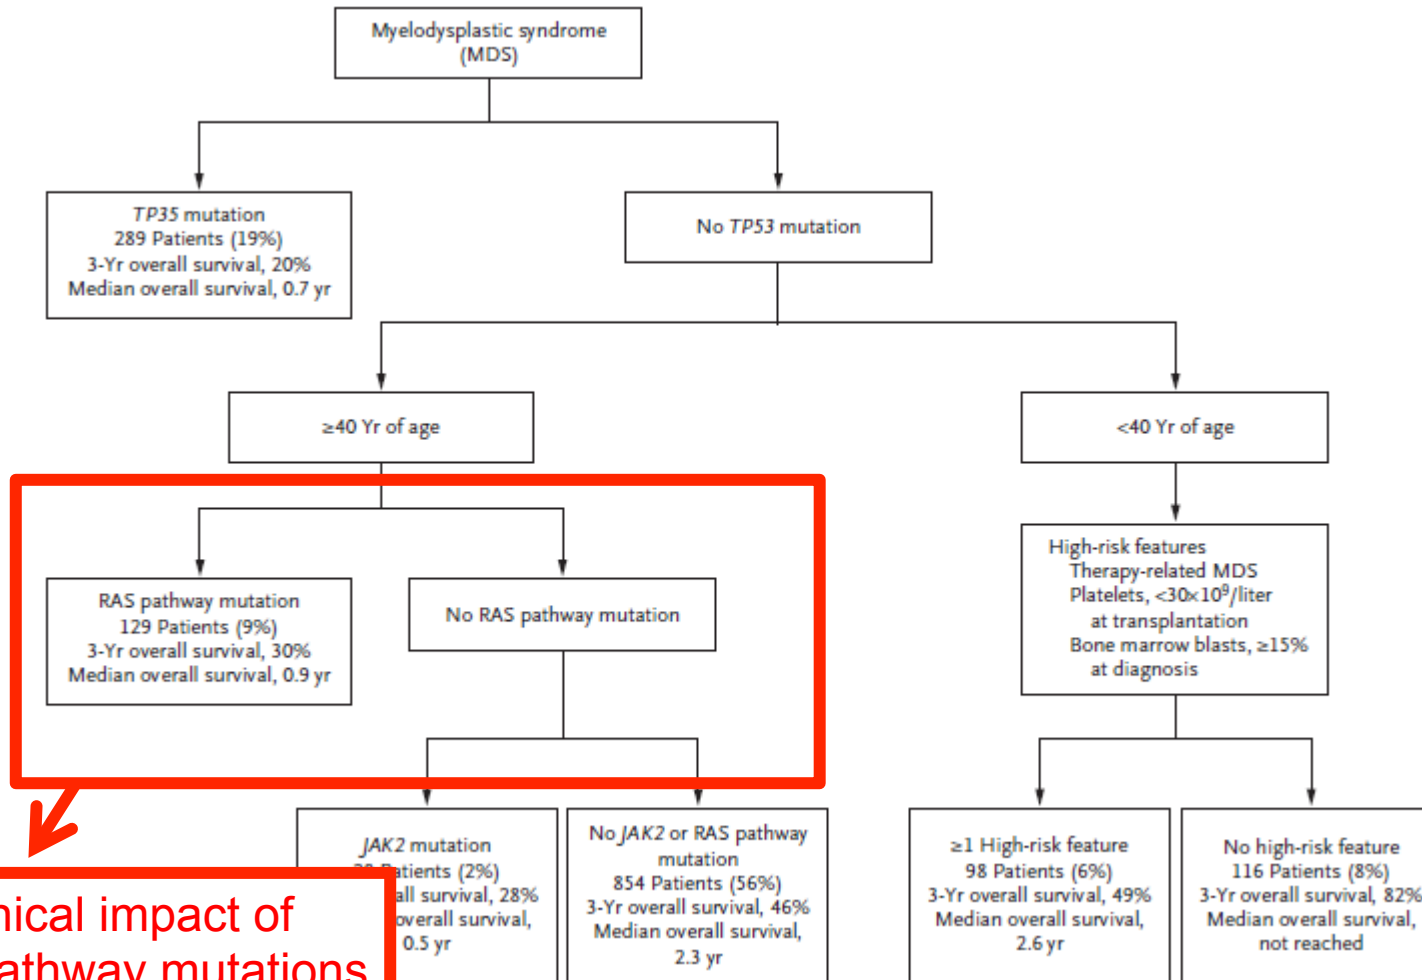 Myelodysplastic syndrome
(MDS)
TP35 mutation
289 Patients (19%)
3-Yr overall survival, 20%
Median overall survival, 0.7 yr
No TP53 mutation
≥40 Yr of age
<40 Yr of age
RAS pathway mutation
129 Patients (9%)
3-Yr overall survival, 30%
Median overall survival, 0.9 yr
No RAS pathway mutation
High-risk features
Therapy-related MDS
Platelets, <30×10⁹/liter
at transplantation
Bone marrow blasts, ≥15%
at diagnosis
JAK2 mutation
Patients (2%)
survival, 28%
overall survival,
0.5 yr
No JAK2 or RAS pathway
mutation
854 Patients (56%)
3-Yr overall survival, 46%
Median overall survival,
2.3 yr
≥1 High-risk feature
98 Patients (6%)
3-Yr overall survival, 49%
Median overall survival,
2.6 yr
No high-risk feature
116 Patients (8%)
3-Yr overall survival, 82%
Median overall survival,
not reached
impact of
mutations